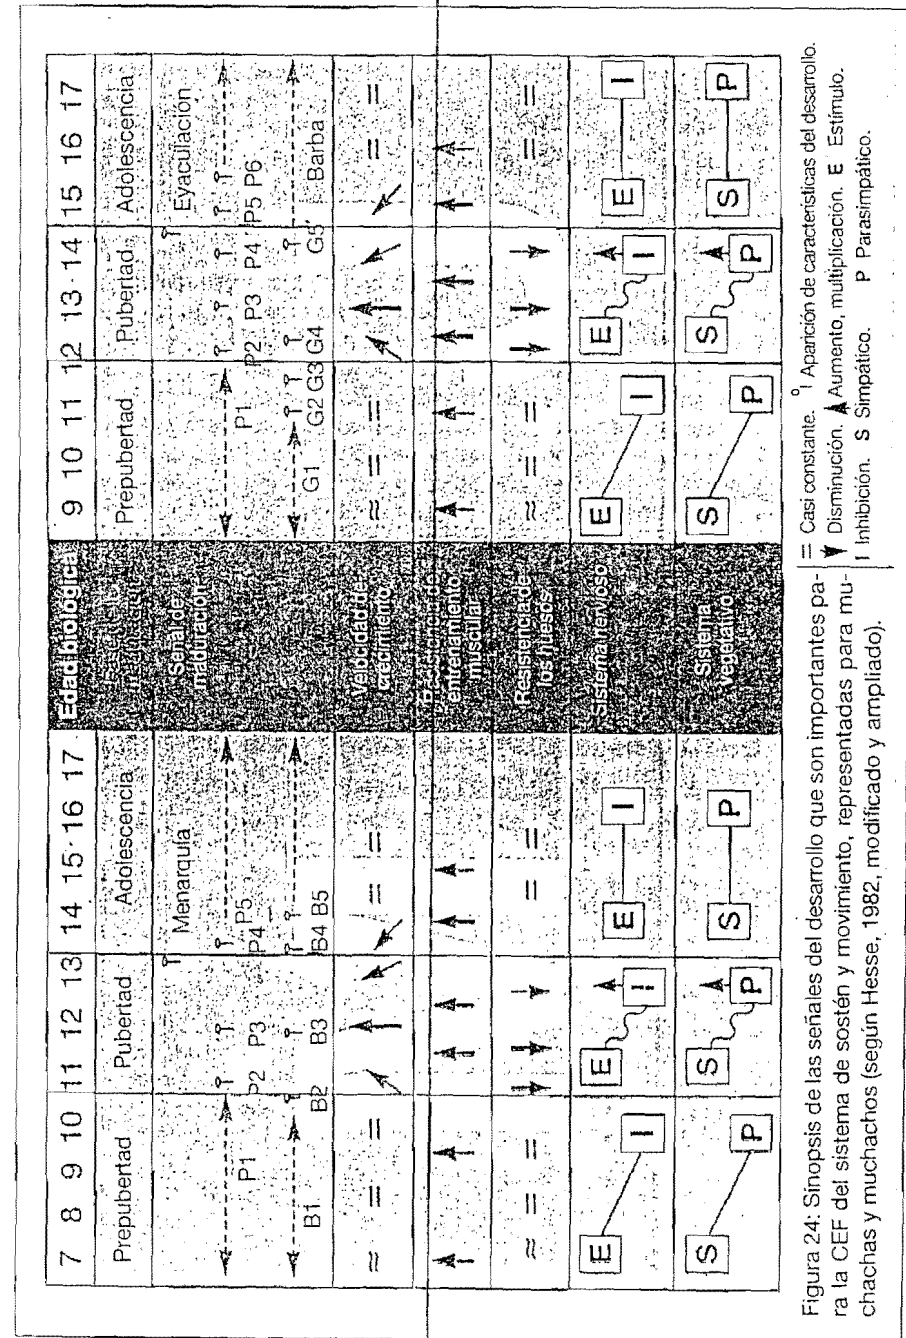 7 8 9 10 11 12 13 14 15 16 17 Edad biológica 9 10 11 12 13 14 15 16 17
Prepubertad Pubertad Adolescencia Prepubertad Pubertad Adolescencia
Menarquía Señal de Eyaculación
maduración
P1 P2 P3 P4 P5 P1 P2 P3 P4 P5 P6
B1 B2 B3 B4 B5 G1 G2 G3 G4 G5 Barba
≈ = = = = Velocidad de ≈ = = = =
crecimiento
entrenamiento
muscular
≈ = = = = = Resistencia de ≈ = = = =
los huesos
E I E I E I Sistema nervioso E I E I E I
S P S P S P Sistema S P S P S P
vegetativo
Figura 24: Sinopsis de las señales del desarrollo que son importantes pa-
ra la CEF del sistema de sostén y movimiento, representadas para mu-
chachas y muchachos (según Hesse, 1982, modificado y ampliado).
= Casi constante. Aparición de características del desarrollo.
Disminución. Aumento, multiplicación. E Estímulo.
I Inhibición. S Simpático. P Parasimpático.